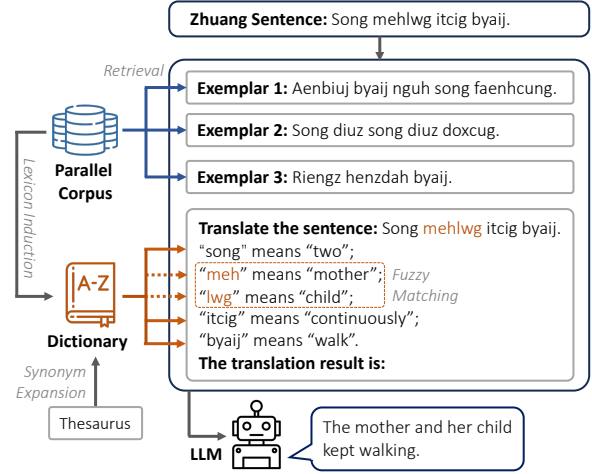 Zhuang Sentence: Song mehlwg itcig byaij.
Retrieval
Exemplar 1: Aenbiuj byaij nguh song faenhcung.
Exemplar 2: Song diuz song diuz doxcug.
Exemplar 3: Riengz henzdah byaij.
Parallel
Corpus
Lexicon Induction
Translate the sentence: Song mehlwg itcig byaij.
“song” means “two”;
“meh” means “mother”;
“lwg” means “child”;
Fuzzy
Matching
“itcig” means “continuously”;
“byaij” means “walk”.
The translation result is:
A-Z
Dictionary
Synonym
Expansion
Thesaurus
LLM
The mother and her child
kept walking.